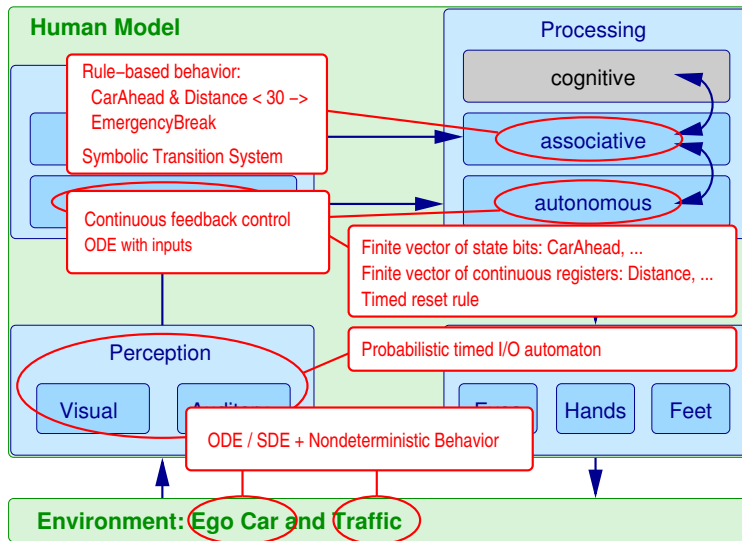 Human Model
Processing
cognitive
Rule−based behavior:
CarAhead & Distance < 30 −>
EmergencyBreak
Symbolic Transition System
associative
autonomous
Continuous feedback control
ODE with inputs
Finite vector of state bits: CarAhead, ...
Finite vector of continuous registers: Distance, ...
Timed reset rule
Perception
Probabilistic timed I/O automaton
Visual
Hands
Feet
ODE / SDE + Nondeterministic Behavior
Environment: Ego Car and Traffic